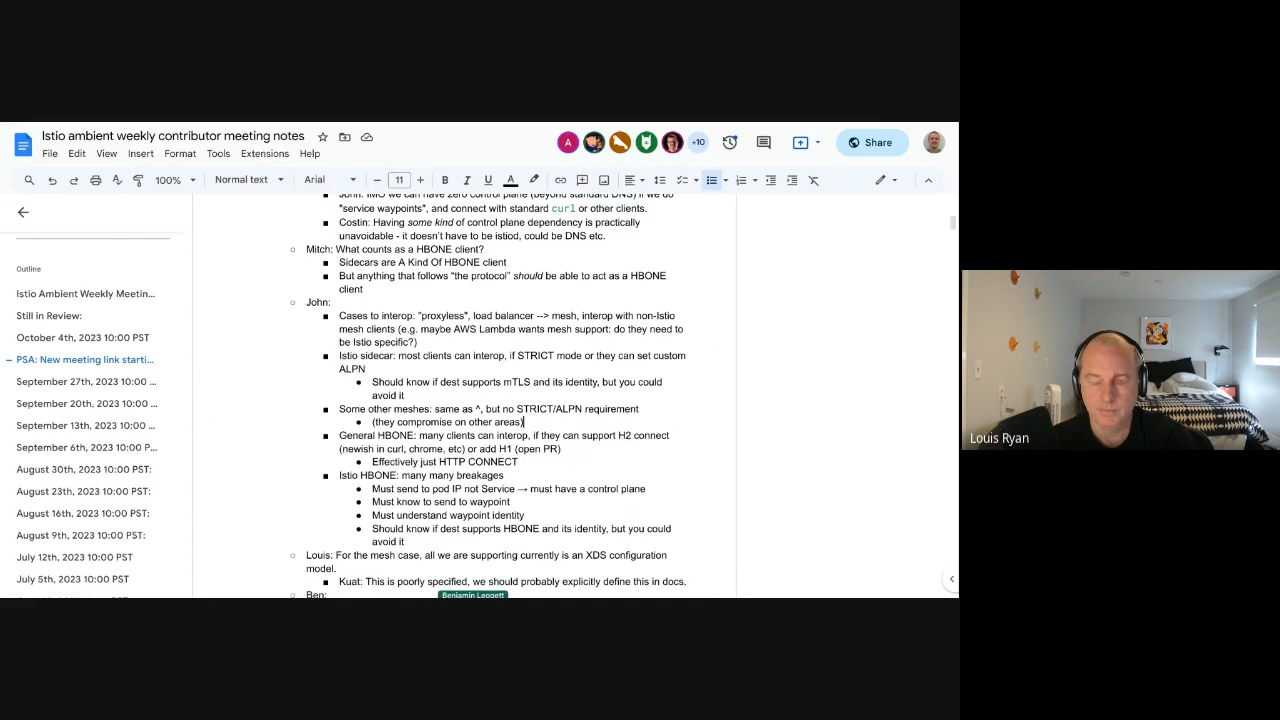 Istio ambient weekly contributor meeting notes
File Edit View Insert Format Tools Extensions Help
A
+10
Share
100%
Normal text
Arial
11
B I U A
John: IMO we can have zero control plane (beyond standard DNS) if we do
"service waypoints", and connect with standard curl or other clients.
Costin: Having some kind of control plane dependency is practically
unavoidable - it doesn't have to be istiod, could be DNS etc.
Mitch: What counts as a HBONE client?
Sidecars are A Kind Of HBONE client
But anything that follows “the protocol” should be able to act as a HBONE
client
John:
Cases to interop: "proxyless", load balancer --> mesh, interop with non-Istio
mesh clients (e.g. maybe AWS Lambda wants mesh support: do they need to
be Istio specific?)
Istio sidecar: most clients can interop, if STRICT mode or they can set custom
ALPN
Should know if dest supports mTLS and its identity, but you could
avoid it
Some other meshes: same as ^, but no STRICT/ALPN requirement
(they compromise on other areas)
General HBONE: many clients can interop, if they can support H2 connect
(newish in curl, chrome, etc) or add H1 (open PR)
Effectively just HTTP CONNECT
Istio HBONE: many many breakages
Must send to pod IP not Service → must have a control plane
Must know to send to waypoint
Must understand waypoint identity
Should know if dest supports HBONE and its identity, but you could
avoid it
Louis: For the mesh case, all we are supporting currently is an XDS configuration
model.
Kuat: This is poorly specified, we should probably explicitly define this in docs.
Ben:
Benjamin Leggett
Outline
Istio Ambient Weekly Meetin...
Still in Review:
October 4th, 2023 10:00 PST
PSA: New meeting link starti...
September 27th, 2023 10:00 ...
September 20th, 2023 10:00 P...
September 13th, 2023 10:00 ...
September 6th, 2023 10:00 P...
August 30th, 2023 10:00 PST:
August 23rd, 2023 10:00 PST:
August 16th, 2023 10:00 PST:
August 9th, 2023 10:00 PST:
July 12th, 2023 10:00 PST
July 5th, 2023 10:00 PST
Louis Ryan